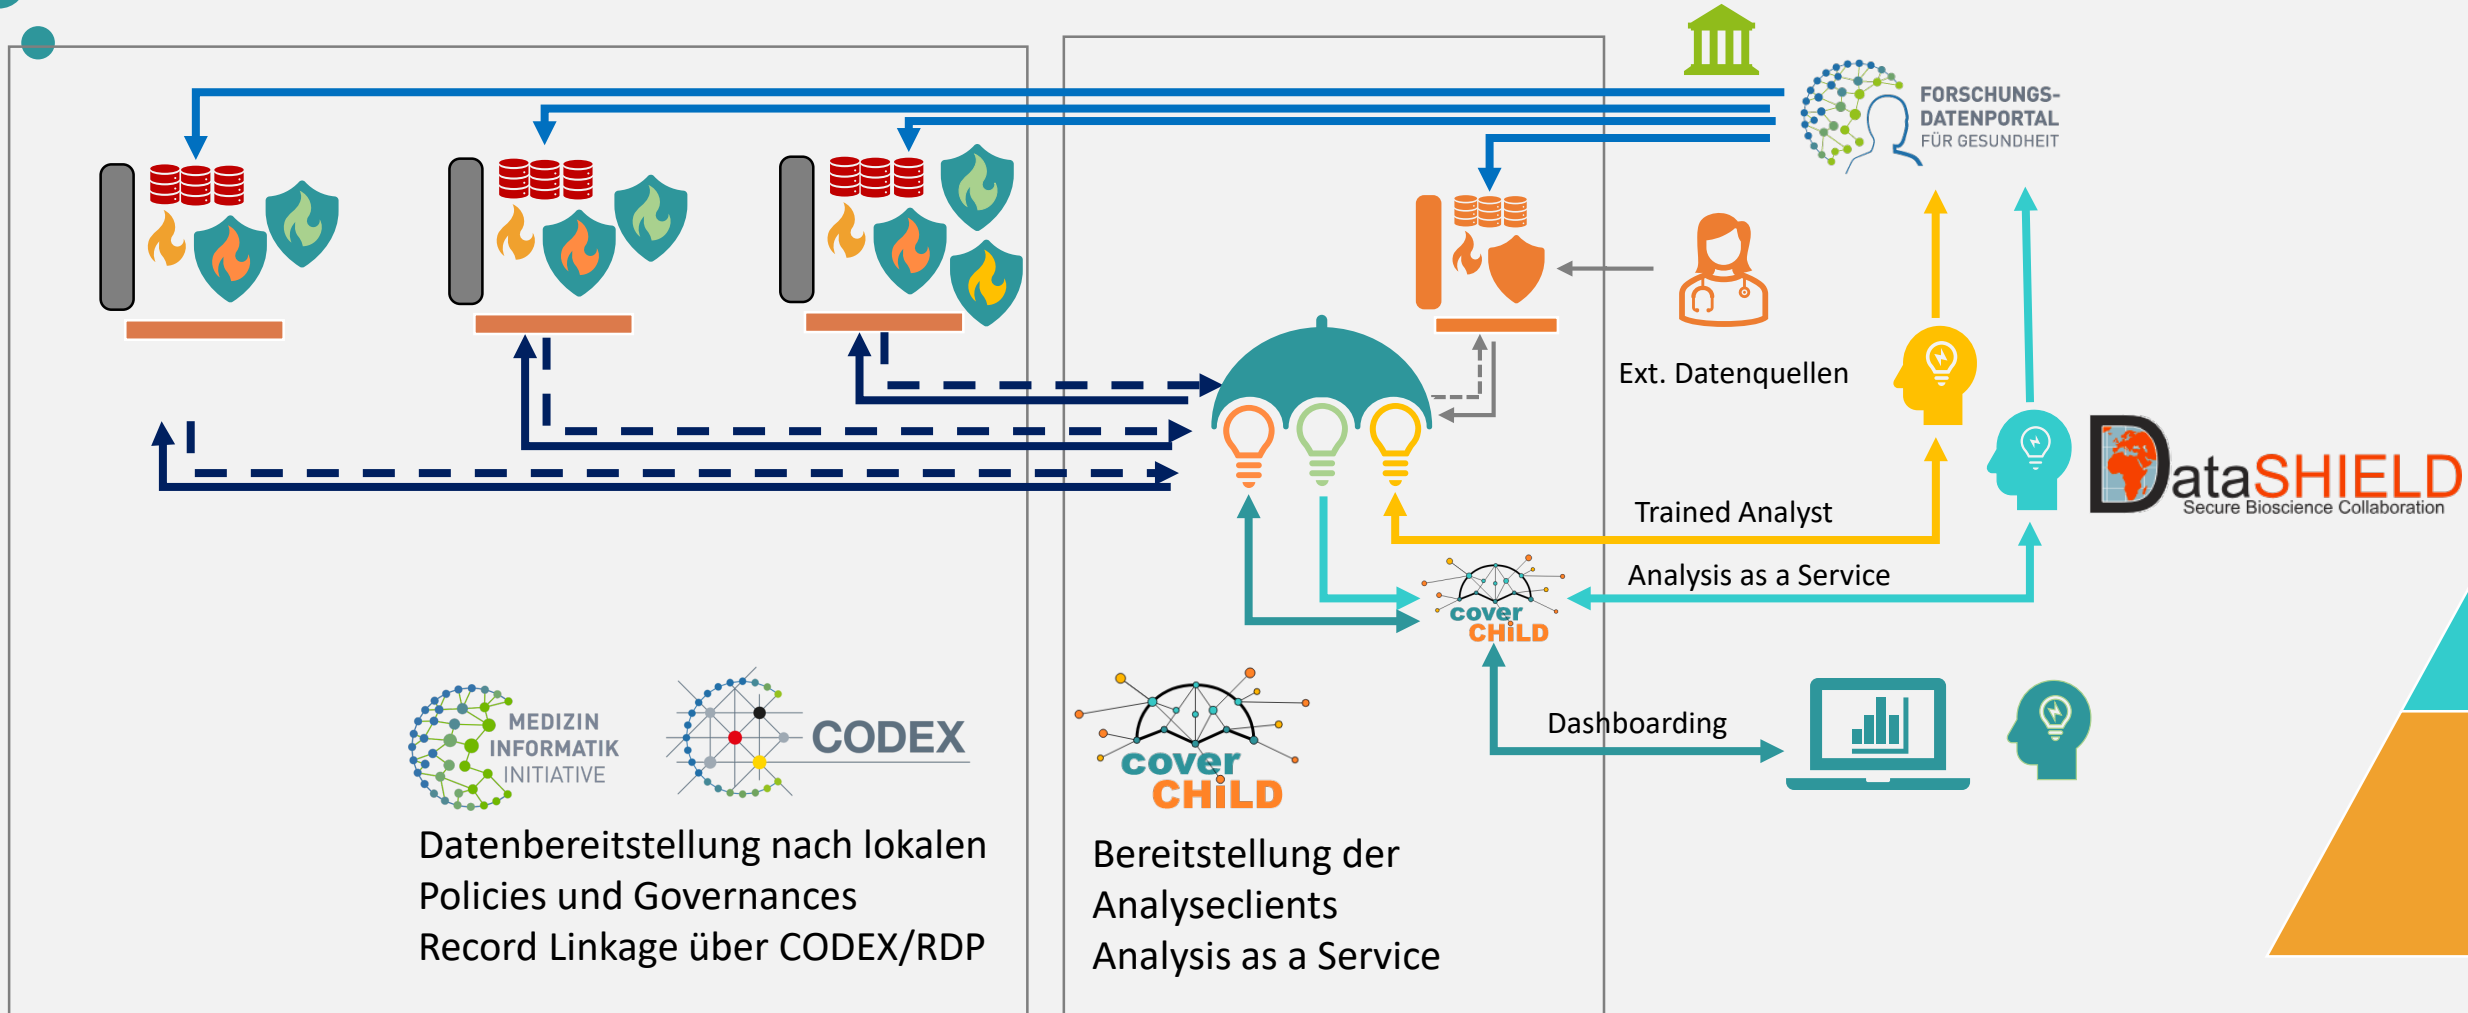 FORSCHUNGS-
DATENPORTAL
FÜR GESUNDHEIT
Ext. Datenquellen
DataSHIELD
Secure Bioscience Collaboration
Trained Analyst
Analysis as a Service
cover
CHiLD
Dashboarding
MEDIZIN
INFORMATIK
INITIATIVE
CODEX
cover
CHiLD
Datenbereitstellung nach lokalen
Policies und Governances
Record Linkage über CODEX/RDP
Bereitstellung der
Analyseclients
Analysis as a Service